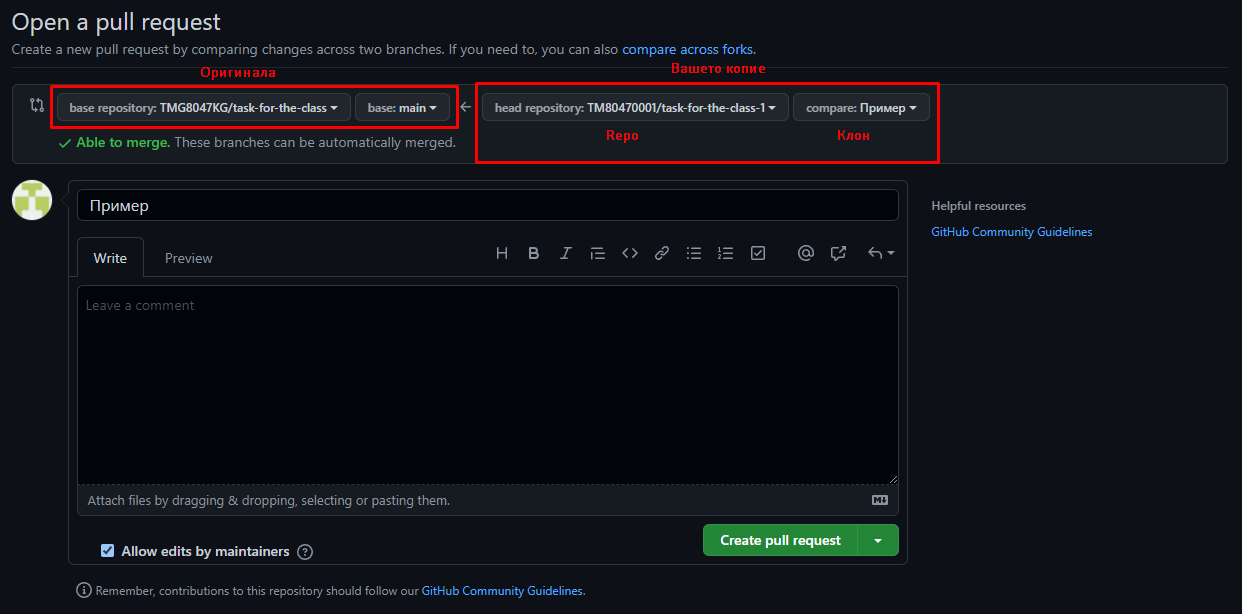 Open a pull request
Create a new pull request by comparing changes across two branches. If you need to, you can also compare across forks.
Оригинала
Вашето копие
base repository: TMG8047KG/task-for-the-class
base: main
head repository: TM80470001/task-for-the-class-1
compare: Пример
Repo
Клон
Able to merge. These branches can be automatically merged.
Пример
Helpful resources
GitHub Community Guidelines
Write
Preview
Leave a comment
Attach files by dragging & dropping, selecting or pasting them.
Allow edits by maintainers
Create pull request
Remember, contributions to this repository should follow our GitHub Community Guidelines.